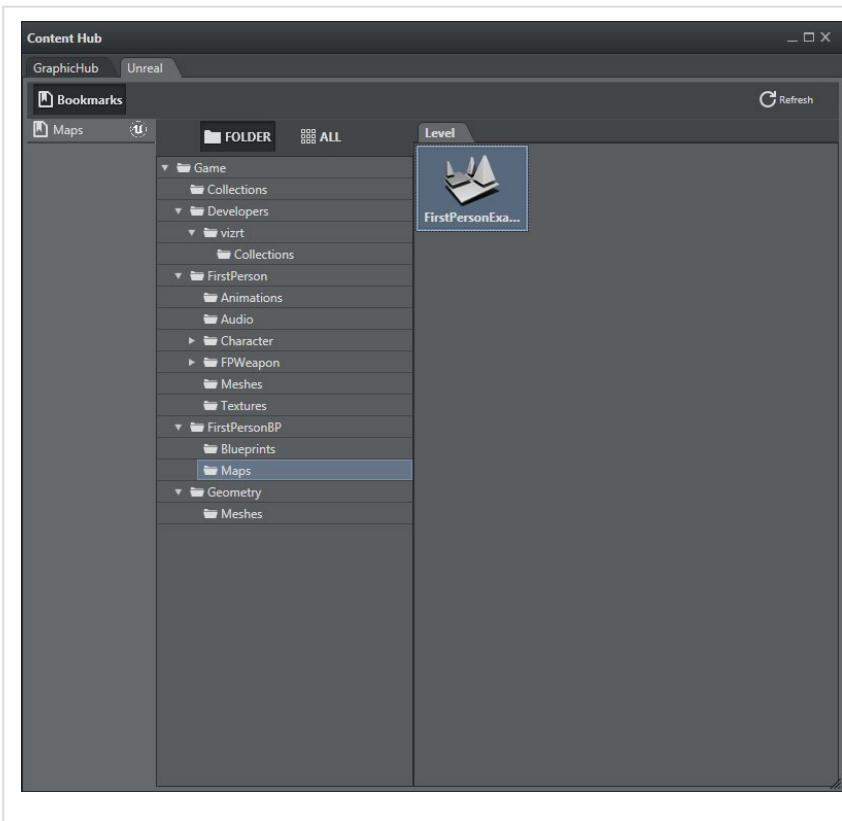 Content Hub
GraphicHub Unreal
Bookmarks
Refresh
Maps
FOLDER ALL
Level
Game
Collections
Developers
vizrt
Collections
FirstPerson
Animations
Audio
Character
FPWeapon
Meshes
Textures
FirstPersonBP
Blueprints
Maps
Geometry
Meshes
FirstPersonExa...